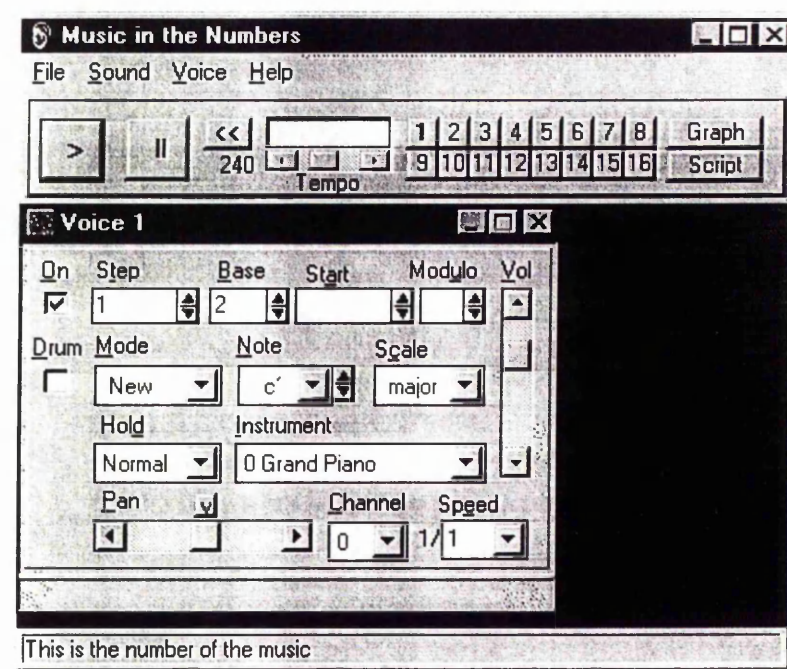 Music in the Numbers
File Sound Voice Help
> II << 1 2 3 4 5 6 7 8 Graph
240 Tempo 9 10 11 12 13 14 15 16 Script
Voice 1
On Step Base Start Modulo Vol
1 2
Drum Mode Note Scale
New c´ major
Hold Instrument
Normal 0 Grand Piano
Pan v Channel Speed
0 1/1
This is the number of the music